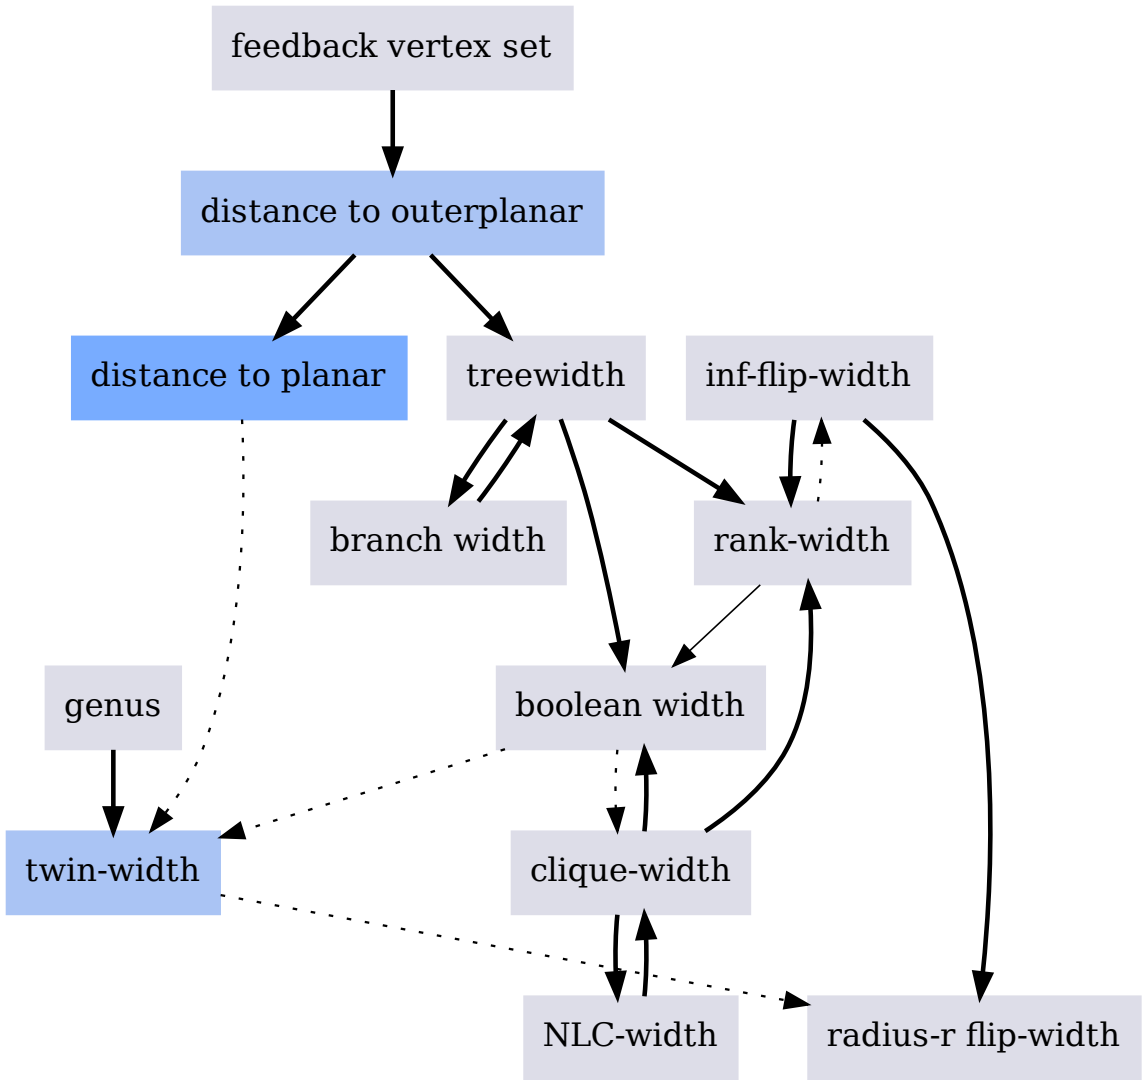 feedback vertex set
distance to outerplanar
distance to planar
treewidth
inf-flip-width
branch width
rank-width
genus
boolean width
twin-width
clique-width
NLC-width
radius-r flip-width